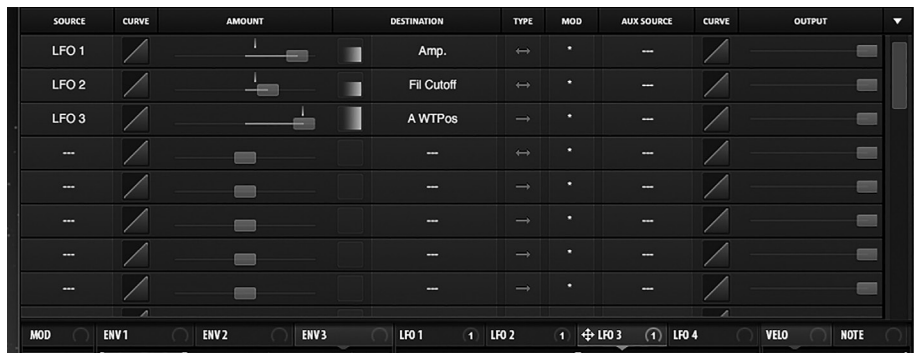 SOURCE CURVE AMOUNT DESTINATION TYPE MOD AUX SOURCE CURVE OUTPUT
LFO 1 Amp. * ---
LFO 2 Fil Cutoff * ---
LFO 3 A WTPos * ---
--- --- * ---
--- --- * ---
--- --- * ---
--- --- * ---
--- --- * ---
MOD ENV 1 ENV 2 ENV 3 LFO 1 1 LFO 2 1 LFO 3 1 LFO 4 VELO NOTE